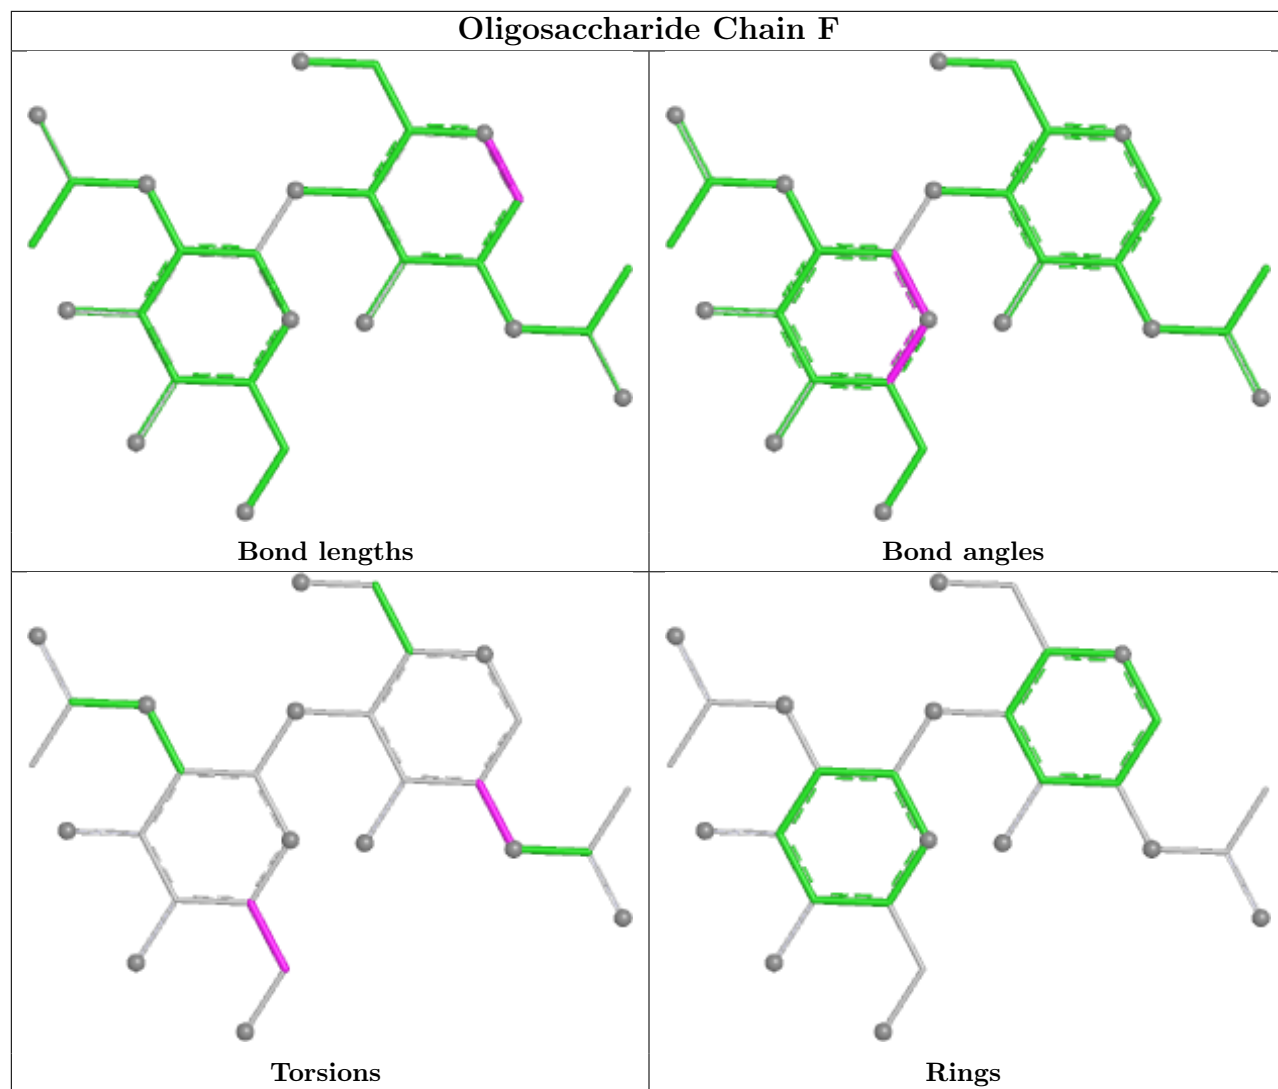 Oligosaccharide Chain F
Bond lengths
Bond angles
Torsions
Rings